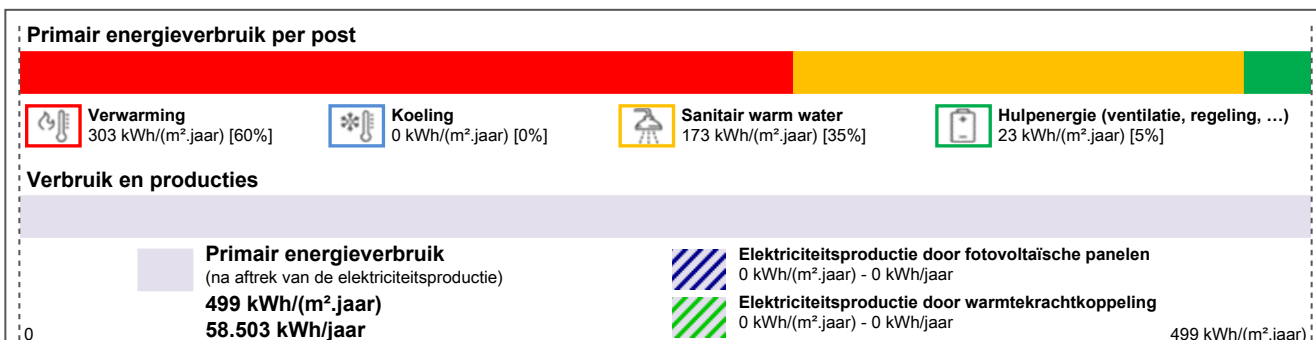 Primair energieverbruik per post
Verwarming
303 kWh/(m².jaar) [60%]
Koeling
0 kWh/(m².jaar) [0%]
Sanitair warm water
173 kWh/(m².jaar) [35%]
Hulpenergie (ventilatie, regeling, …)
23 kWh/(m².jaar) [5%]
Verbruik en producties
Primair energieverbruik
(na aftrek van de elektriciteitsproductie)
499 kWh/(m².jaar)
58.503 kWh/jaar
Elektriciteitsproductie door fotovoltaïsche panelen
0 kWh/(m².jaar) - 0 kWh/jaar
Elektriciteitsproductie door warmtekrachtkoppeling
0 kWh/(m².jaar) - 0 kWh/jaar
0
499 kWh/(m².jaar)